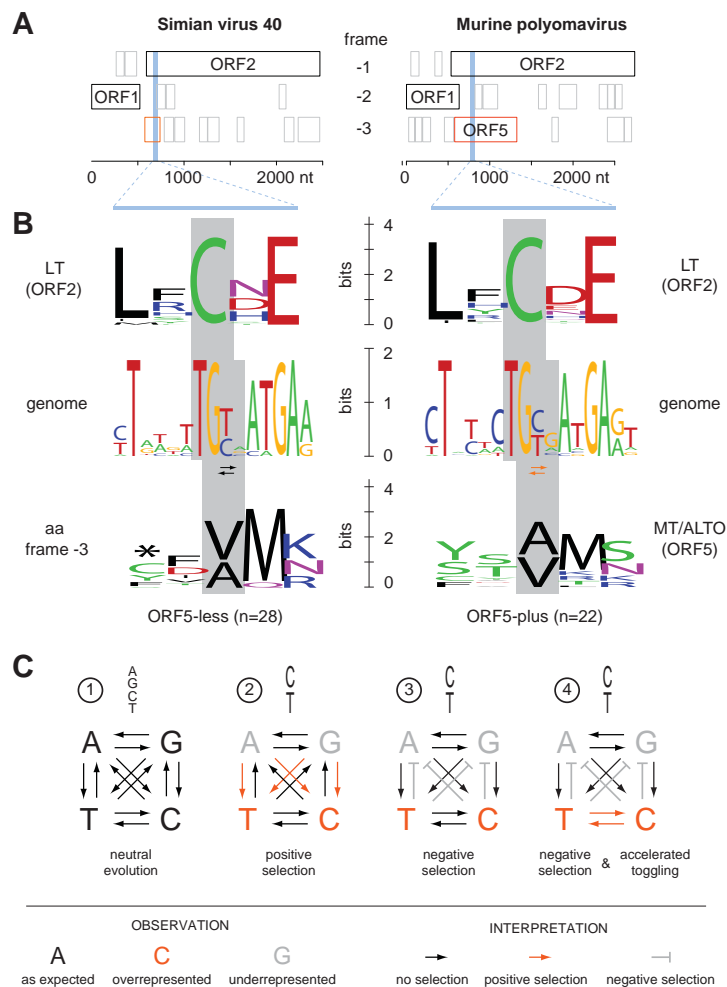 A
Simian virus 40
frame
Murine polyomavirus
ORF2
-1
ORF2
ORF1
-2
ORF1
-3
ORF5
0 1000 2000 nt
0 1000 2000 nt
B
LT
(ORF2)
L C E
N
D
H
4
2
0
bits
L C D E
LT
(ORF2)
genome
T T G T A T G A A
C C G
2
1
0
bits
C T T C T G C A T G A G T
T A
genome
aa
frame -3
V M K
A N
R
4
2
0
bits
Y S A M S
S T V N
R
MT/ALTO
(ORF5)
ORF5-less (n=28)
ORF5-plus (n=22)
C
1
A
G
C
T
2
C
T
3
C
T
4
C
T
A G
A G
A G
A G
T C
T C
T C
T C
neutral
evolution
positive
selection
negative
selection
negative
selection
&
accelerated
toggling
OBSERVATION
INTERPRETATION
A C G
as expected
overrepresented
underrepresented
no selection
positive selection
negative selection